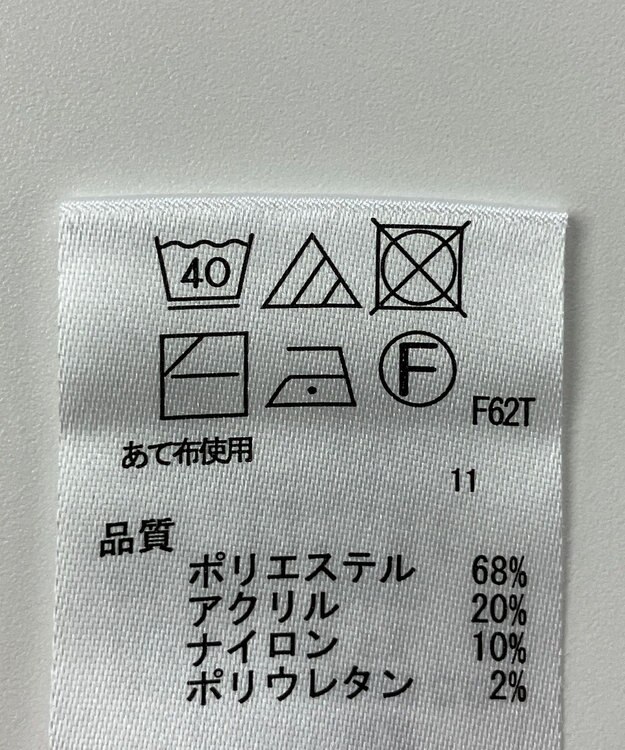 40
F
F62T
あて布使用
11
品質
ポリエステル 68%
アクリル 20%
ナイロン 10%
ポリウレタン 2%